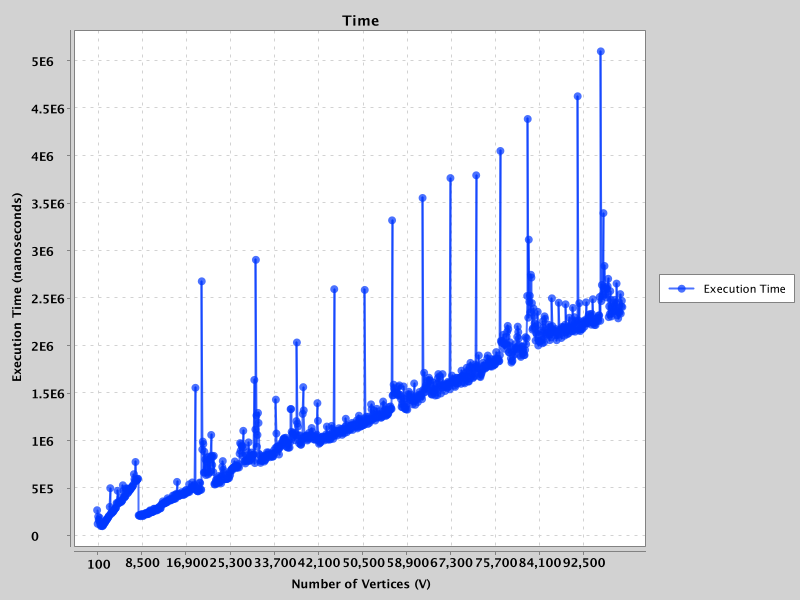 Time
5E6
4.5E6
4E6
3.5E6
3E6
2.5E6
2E6
1.5E6
1E6
5E5
0
Execution Time (nanoseconds)
100 8,500 16,900 25,300 33,700 42,100 50,500 58,900 67,300 75,700 84,100 92,500
Number of Vertices (V)
Execution Time